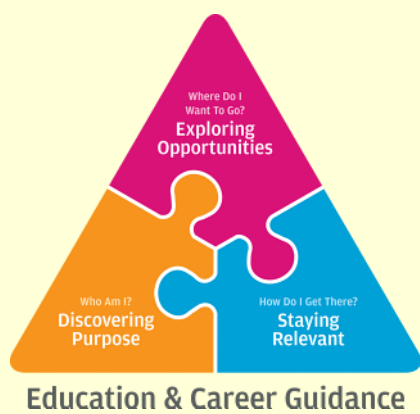 Where Do I
Want To Go?
Exploring
Opportunities
Who Am I?
Discovering
Purpose
How Do I Get There?
Staying
Relevant
Education & Career Guidance